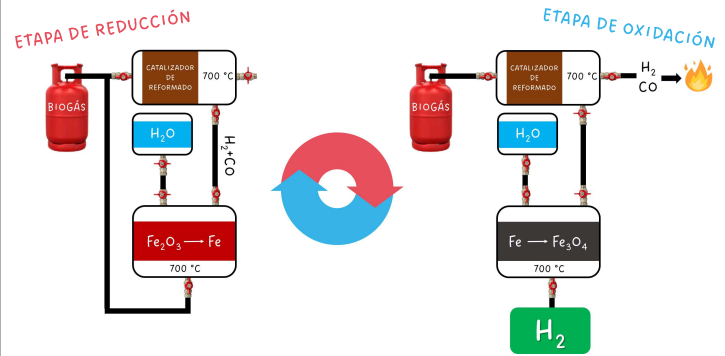 ETAPA DE REDUCCIÓN
BIOGÁS
CATALIZADOR
DE
REFORMADO
700 °C
H₂O
H₂+CO
Fe₂O₃ → Fe
700 °C
ETAPA DE OXIDACIÓN
BIOGÁS
CATALIZADOR
DE
REFORMADO
700 °C
H₂
CO
H₂O
Fe → Fe₃O₄
700 °C
H₂